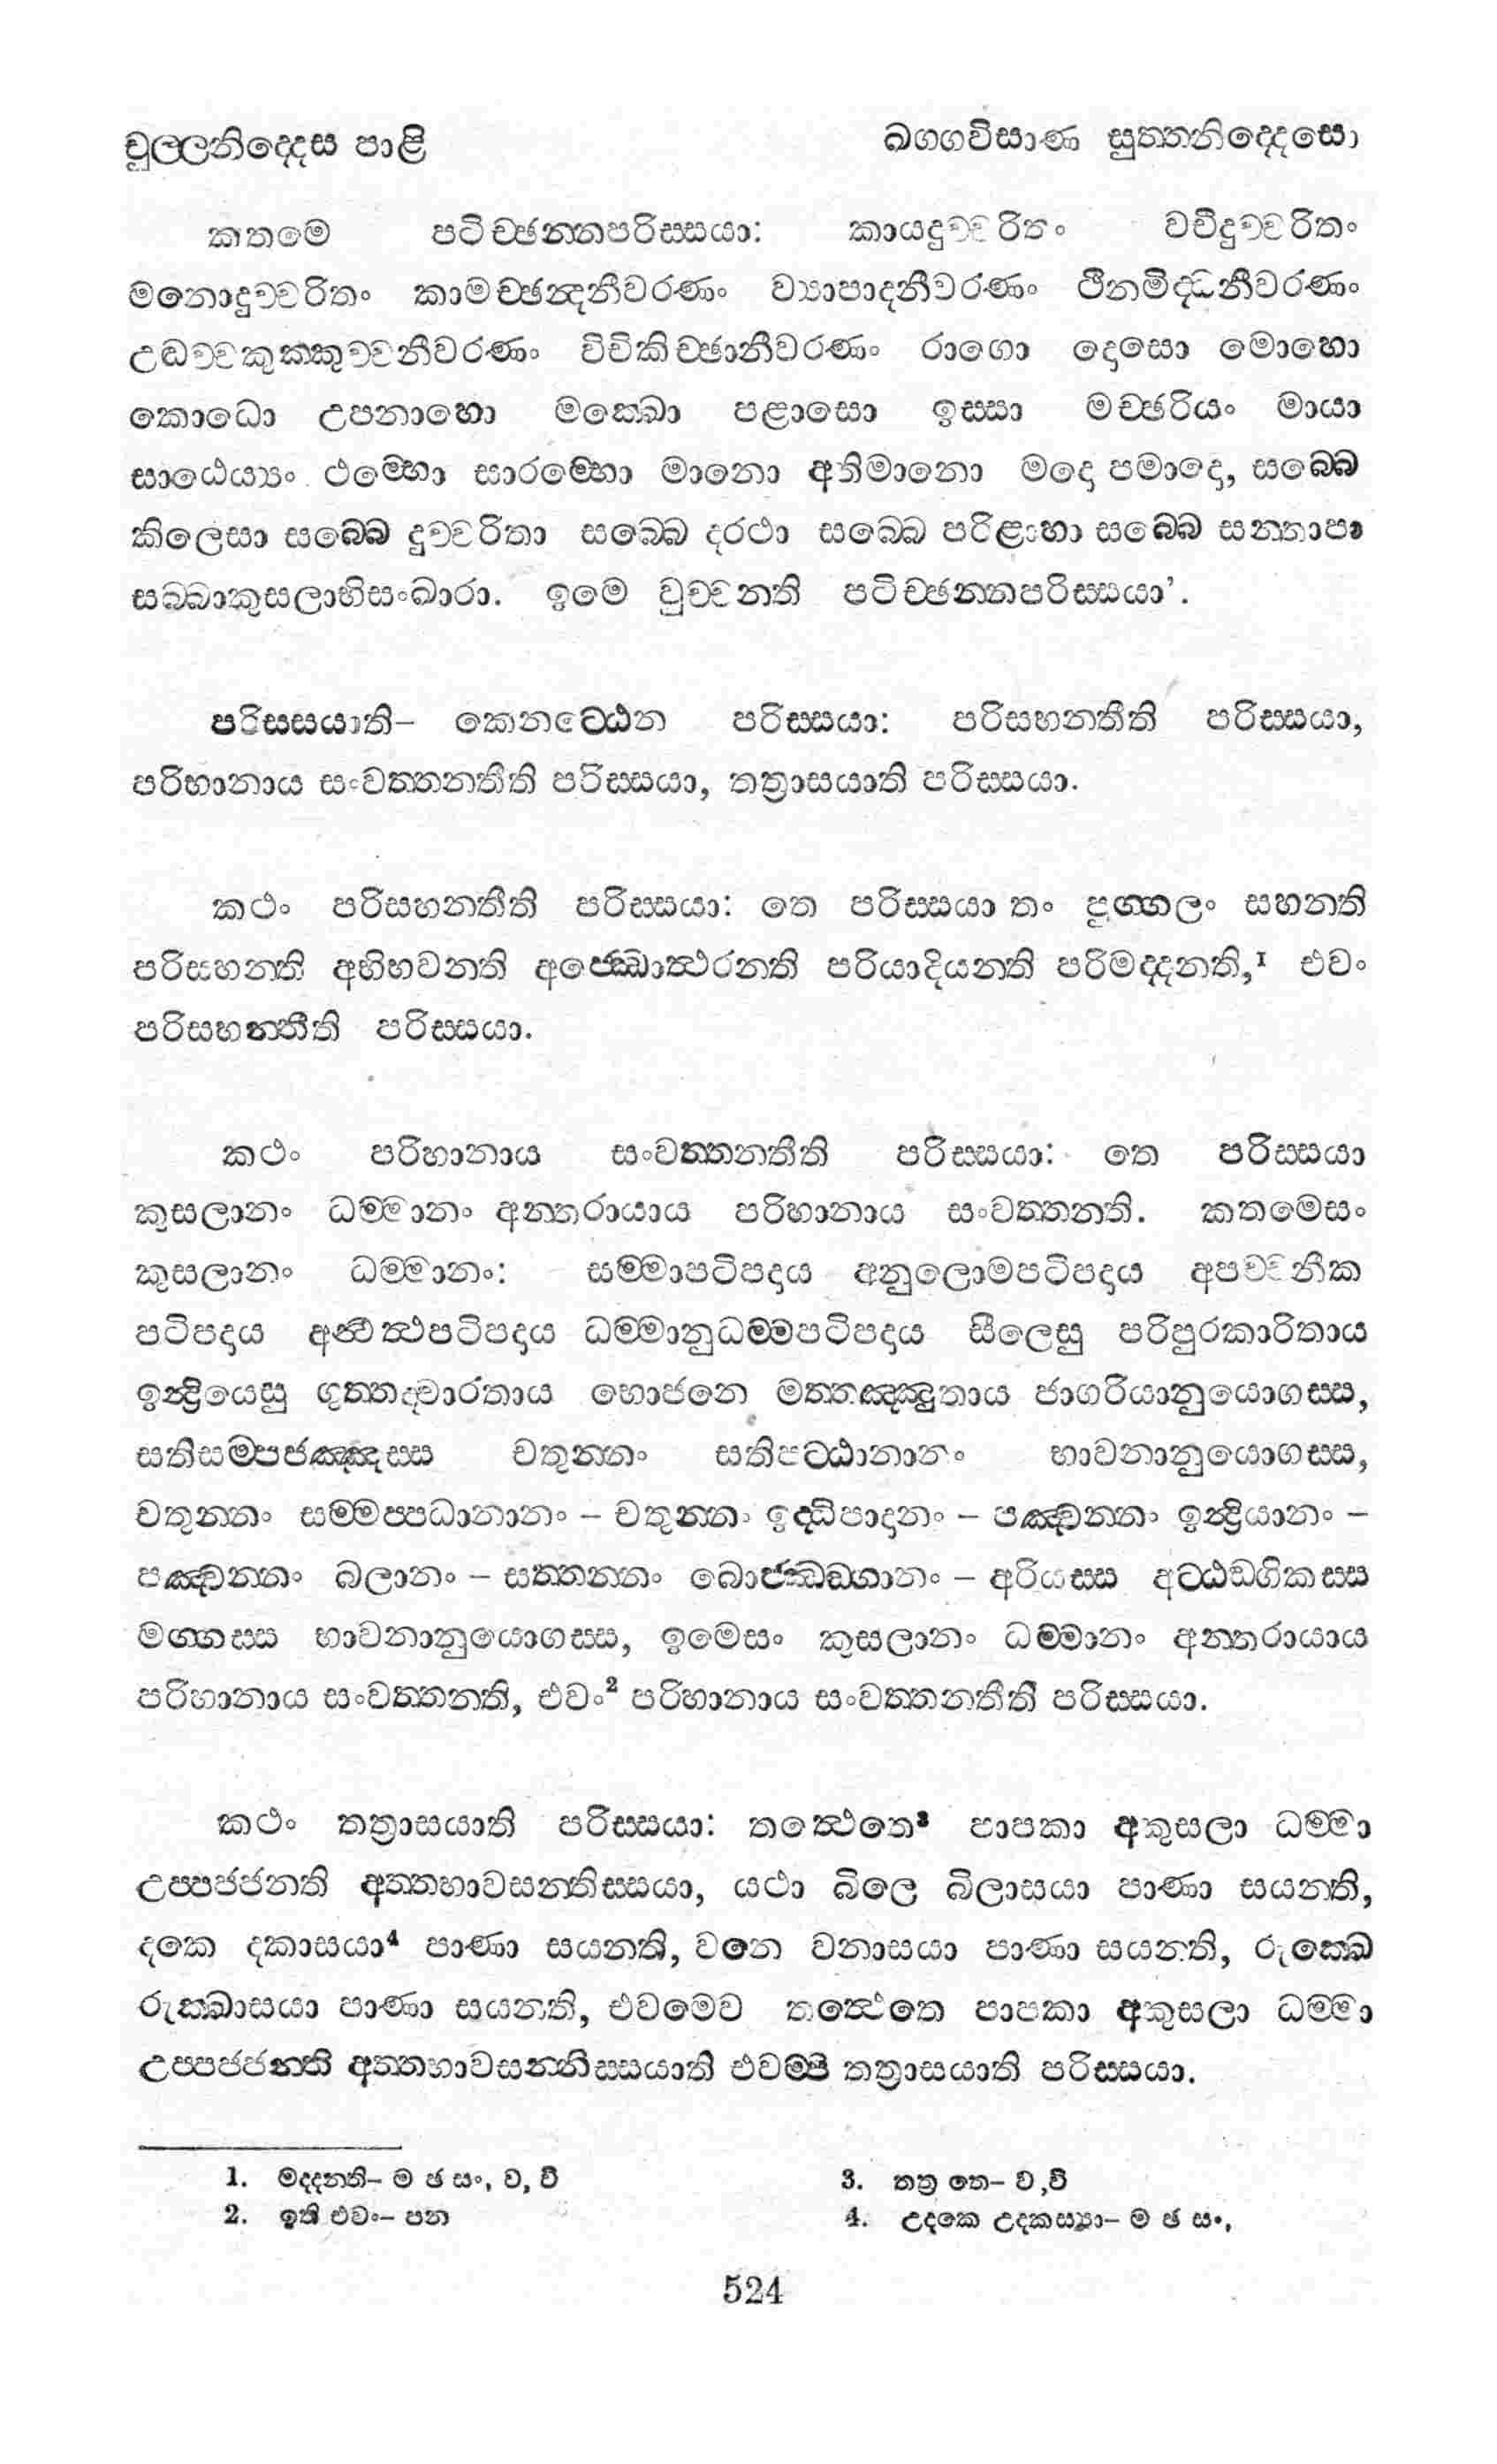 චුල්ලනිද්දෙස පාළි
ඛග්ගවිසාණ සුත්තනිද්දෙසො
කතමෙ පටිච්ඡන්නපරිස්සයා: කායදුච්චරිතං වචීදුච්චරිතං
මනොදුච්චරිතං කාමච්ඡන්දනීවරණං ව්‍යාපාදනීවරණං ථීනමිද්ධනීවරණං
උද්ධච්චකුක්කුච්චනීවරණං විචිකිච්ඡානීවරණං රාගො දොසො මොහො
කොධො උපනාහො මක්ඛො පළාසො ඉස්සා මච්ඡරියං මායා
සාඨෙය්‍යං ථම්භො සාරම්භො මානො අතිමානො මදො පමාදො, සබ්බෙ
කිලෙසා සබ්බෙ දුච්චරිතා සබ්බෙ දරථා සබ්බෙ පරිළාහා සබ්බෙ සන්තාපා
සබ්බාකුසලාභිසංඛාරා. ඉමෙ වුච්චන්ති පටිච්ඡන්නපරිස්සයා'.
පරිස්සයාති– කෙනට්ඨෙන පරිස්සයා: පරිසහන්තීති පරිස්සයා,
පරිහානාය සංවත්තන්තීති පරිස්සයා, තත්‍රාසයාති පරිස්සයා.
කථං පරිසහන්තීති පරිස්සයා: තෙ පරිස්සයා තං පුග්ගලං සහන්ති
පරිසහන්ති අභිභවන්ති අජ්ඣොත්ථරන්ති පරියාදියන්ති පරිමද්දන්ති,¹ එවං
පරිසහන්තීති පරිස්සයා.
කථං පරිහානාය සංවත්තන්තීති පරිස්සයා: තෙ පරිස්සයා
කුසලානං ධම්මානං අන්තරායාය පරිහානාය සංවත්තන්ති. කතමෙසං
කුසලානං ධම්මානං: සම්මාපටිපදාය අනුලොමපටිපදාය අපච්චනීක
පටිපදාය අන්වත්ථපටිපදාය ධම්මානුධම්මපටිපදාය සීලෙසු පරිපුරකාරිතාය
ඉන්ද්‍රියෙසු ගුත්තද්වාරතාය භොජනෙ මත්තඤ්ඤුතාය ජාගරියානුයොගස්ස,
සතිසම්පජඤ්ඤස්ස චතුන්නං සතිපට්ඨානානං භාවනානුයොගස්ස,
චතුන්නං සම්මප්පධානානං – චතුන්නං ඉද්ධිපාදානං – පඤ්චන්නං ඉන්ද්‍රියානං –
පඤ්චන්නං බලානං – සත්තන්නං බොජ්ඣඞ්ගානං – අරියස්ස අට්ඨඞ්ගිකස්ස
මග්ගස්ස භාවනානුයොගස්ස, ඉමෙසං කුසලානං ධම්මානං අන්තරායාය
පරිහානාය සංවත්තන්ති, එවං² පරිහානාය සංවත්තන්තීති පරිස්සයා.
කථං තත්‍රාසයාති පරිස්සයා: තත්ථෙතෙ³ පාපකා අකුසලා ධම්මා
උප්පජ්ජන්ති අත්තභාවසන්නිස්සයා, යථා බිලෙ බිලාසයා පාණා සයන්ති,
දකෙ දකාසයා⁴ පාණා සයන්ති, වනෙ වනාසයා පාණා සයන්ති, රුක්ඛෙ
රුක්ඛාසයා පාණා සයන්ති, එවමෙව තත්ථෙතෙ පාපකා අකුසලා ධම්මා
උප්පජ්ජන්ති අත්තභාවසන්නිස්සයාති එවම්පි තත්‍රාසයාති පරිස්සයා.
1. මද්දන්ති– ම ඡ සං, ව, වී
2. ඉති එවං– පන
3. තත්‍ර තෙ– ව ,වී
4. උදකෙ උදකස්‍යා– ම ඡ සං,
524